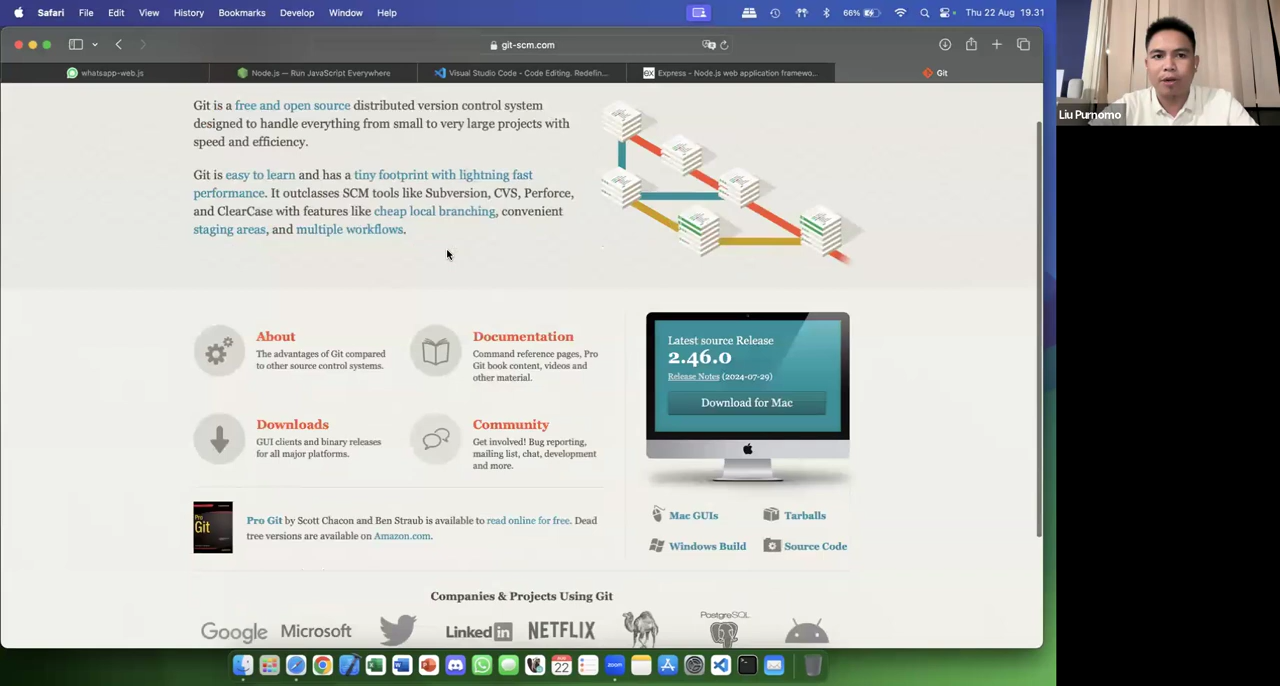 Safari File Edit View History Bookmarks Develop Window Help 66% Thu 22 Aug 19.31
git-scm.com
whatsapp-web.js Node.js — Run JavaScript Everywhere Visual Studio Code - Code Editing. Redefin... Express - Node.js web application framewo... Git
Liu Purnomo
Git is a free and open source distributed version control system
designed to handle everything from small to very large projects with
speed and efficiency.
Git is easy to learn and has a tiny footprint with lightning fast
performance. It outclasses SCM tools like Subversion, CVS, Perforce,
and ClearCase with features like cheap local branching, convenient
staging areas, and multiple workflows.
About
The advantages of Git compared
to other source control systems.
Documentation
Command reference pages, Pro
Git book content, videos and
other material.
Downloads
GUI clients and binary releases
for all major platforms.
Community
Get involved! Bug reporting,
mailing list, chat, development
and more.
Latest source Release
2.46.0
Release Notes (2024-07-29)
Download for Mac
Mac GUIs Tarballs
Windows Build Source Code
Pro Git
Pro Git by Scott Chacon and Ben Straub is available to read online for free. Dead
tree versions are available on Amazon.com.
Companies & Projects Using Git
Google Microsoft LinkedIn NETFLIX PostgreSQL
AUG
22
zoom